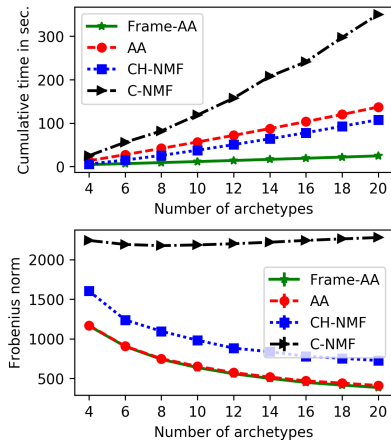 Cumulative time in sec.
300
200
100
0
Frame-AA
AA
CH-NMF
C-NMF
4 6 8 10 12 14 16 18 20
Number of archetypes
Frobenius norm
2000
1500
1000
500
Frame-AA
AA
CH-NMF
C-NMF
4 6 8 10 12 14 16 18 20
Number of archetypes